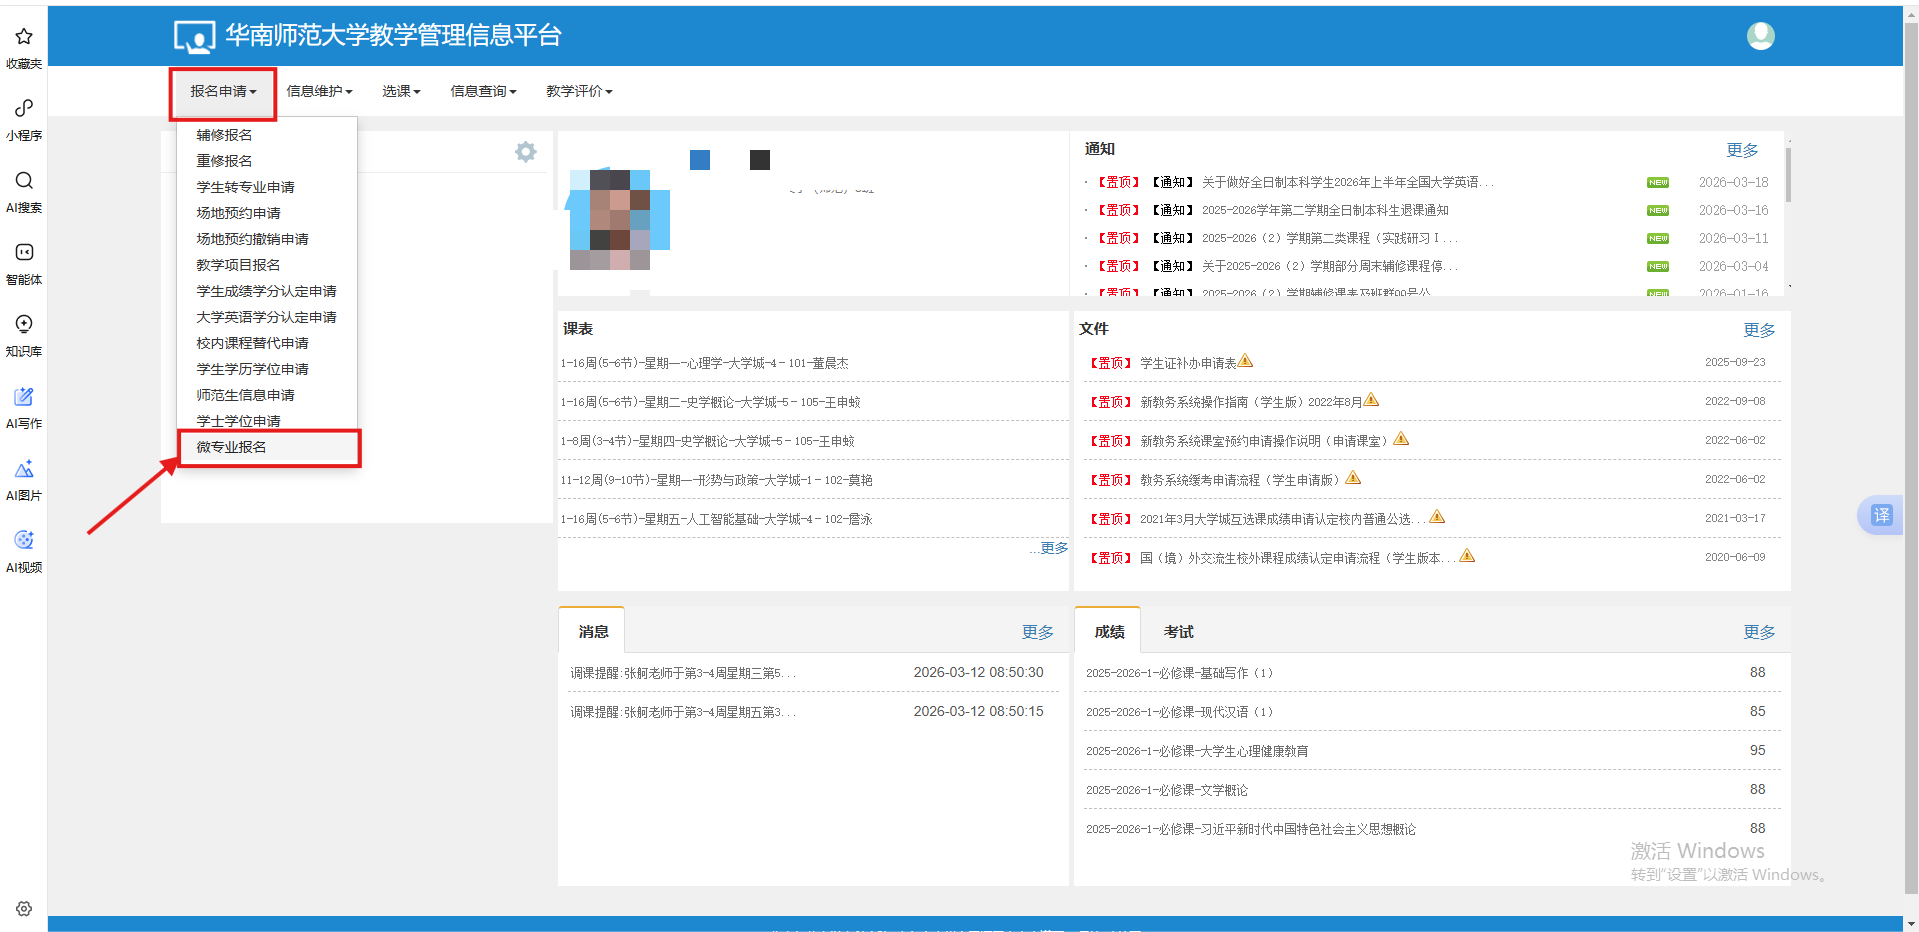 收藏夹
小程序
AI搜索
智能体
知识库
AI写作
AI图片
AI视频
华南师范大学教学管理信息平台
报名申请 信息维护 选课 信息查询 教学评价
辅修报名
重修报名
学生转专业申请
场地预约申请
场地预约撤销申请
教学项目报名
学生成绩学分认定申请
大学英语学分认定申请
校内课程替代申请
学生学历学位申请
师范生信息申请
学士学位申请
微专业报名
通知 更多
·【置顶】【通知】关于做好全日制本科学生2026年上半年全国大学英语... NEW 2026-03-18
·【置顶】【通知】2025-2026学年第二学期全日制本科生退课通知 NEW 2026-03-16
·【置顶】【通知】2025-2026（2）学期第二类课程（实践研习Ⅰ... NEW 2026-03-11
·【置顶】【通知】关于2025-2026（2）学期部分周末辅修课程停... NEW 2026-03-04
·【置顶】【通知】2025-2026（2）学期辅修课表及班群QQ号公... NEW 2026-01-16
课表
1-16周(5-6节)-星期一-心理学-大学城-4－101-董晨杰
1-16周(5-6节)-星期二-史学概论-大学城-5－105-王申蛟
1-8周(3-4节)-星期四-史学概论-大学城-5－105-王申蛟
11-12周(9-10节)-星期一-形势与政策-大学城-1－102-莫艳
1-16周(5-6节)-星期五-人工智能基础-大学城-4－102-詹泳
...更多
文件 更多
【置顶】 学生证补办申请表 2025-09-23
【置顶】 新教务系统操作指南（学生版）2022年8月 2022-09-08
【置顶】 新教务系统课室预约申请操作说明（申请课室） 2022-06-02
【置顶】 教务系统缓考申请流程（学生申请版） 2022-06-02
【置顶】 2021年3月大学城互选课成绩申请认定校内普通公选... 2021-03-17
【置顶】 国（境）外交流生校外课程成绩认定申请流程（学生版本... 2020-06-09
消息 更多
调课提醒:张舸老师于第3-4周星期三第5... 2026-03-12 08:50:30
调课提醒:张舸老师于第3-4周星期五第3... 2026-03-12 08:50:15
成绩 考试 更多
2025-2026-1-必修课-基础写作（1） 88
2025-2026-1-必修课-现代汉语（1） 85
2025-2026-1-必修课-大学生心理健康教育 95
2025-2026-1-必修课-文学概论 88
2025-2026-1-必修课-习近平新时代中国特色社会主义思想概论 88
译
激活 Windows
转到“设置”以激活 Windows。